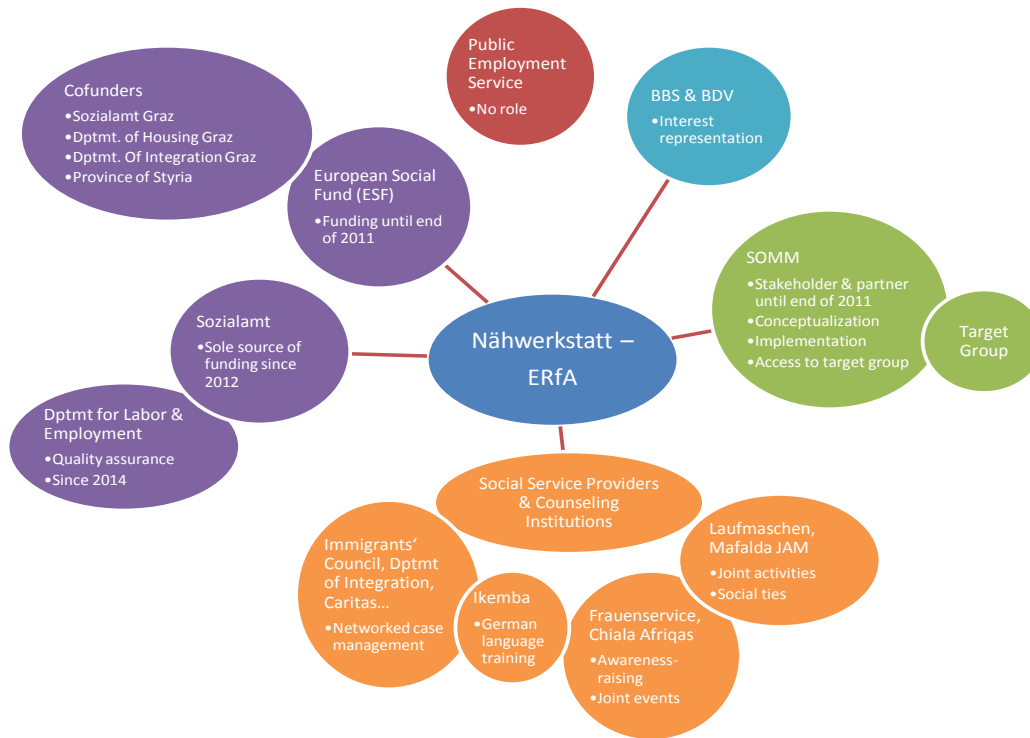 Cofunders
•Sozialamt Graz
•Dptmt. of Housing Graz
•Dptmt. Of Integration Graz
•Province of Styria
European Social
Fund (ESF)
•Funding until end
of 2011
Public
Employment
Service
•No role
BBS & BDV
•Interest
representation
SOMM
•Stakeholder & partner
until end of 2011
•Conceptualization
•Implementation
•Access to target group
Target
Group
Nähwerkstatt –
ERfA
Sozialamt
•Sole source of
funding since
2012
Dptmt for Labor &
Employment
•Quality assurance
•Since 2014
Social Service Providers
& Counseling
Institutions
Immigrants‘
Council, Dptmt
of Integration,
Caritas...
•Networked case
management
Ikemba
•German
language
training
Frauenservice,
Chiala Afriqas
•Awareness-
raising
•Joint events
Laufmaschen,
Mafalda JAM
•Joint activities
•Social ties